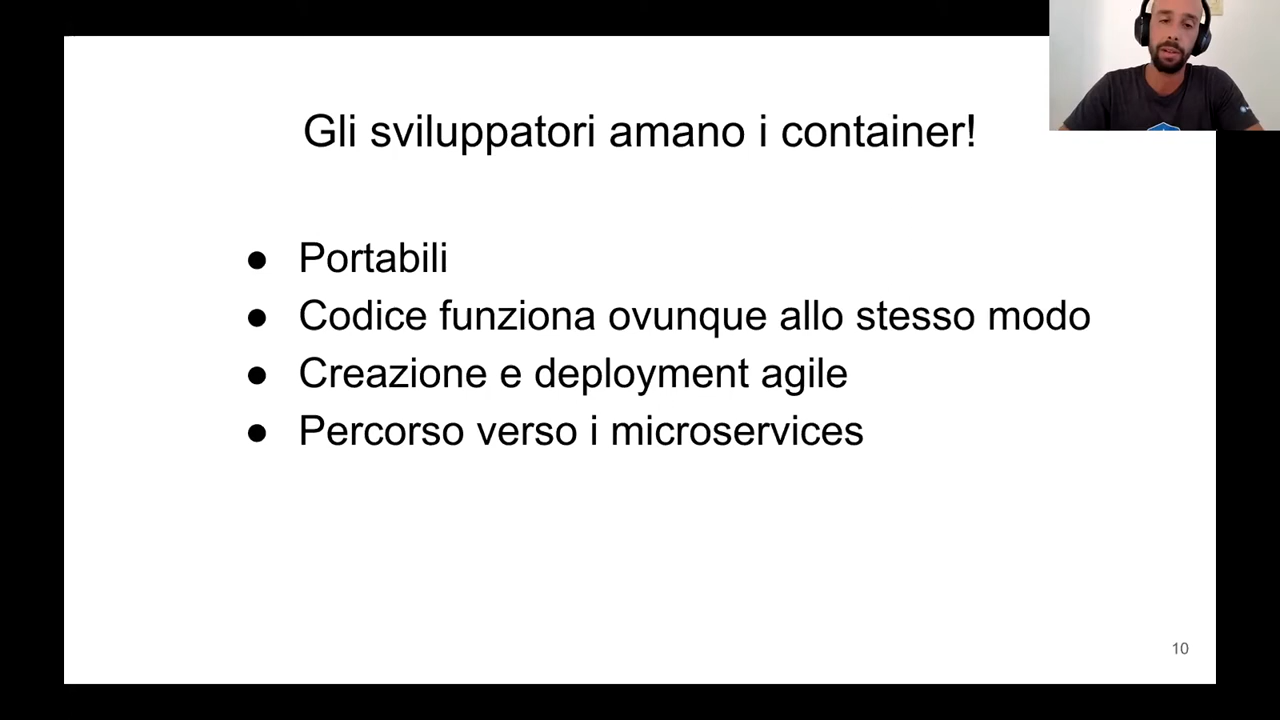 Gli sviluppatori amano i container!
● Portabili
● Codice funziona ovunque allo stesso modo
● Creazione e deployment agile
● Percorso verso i microservices
10